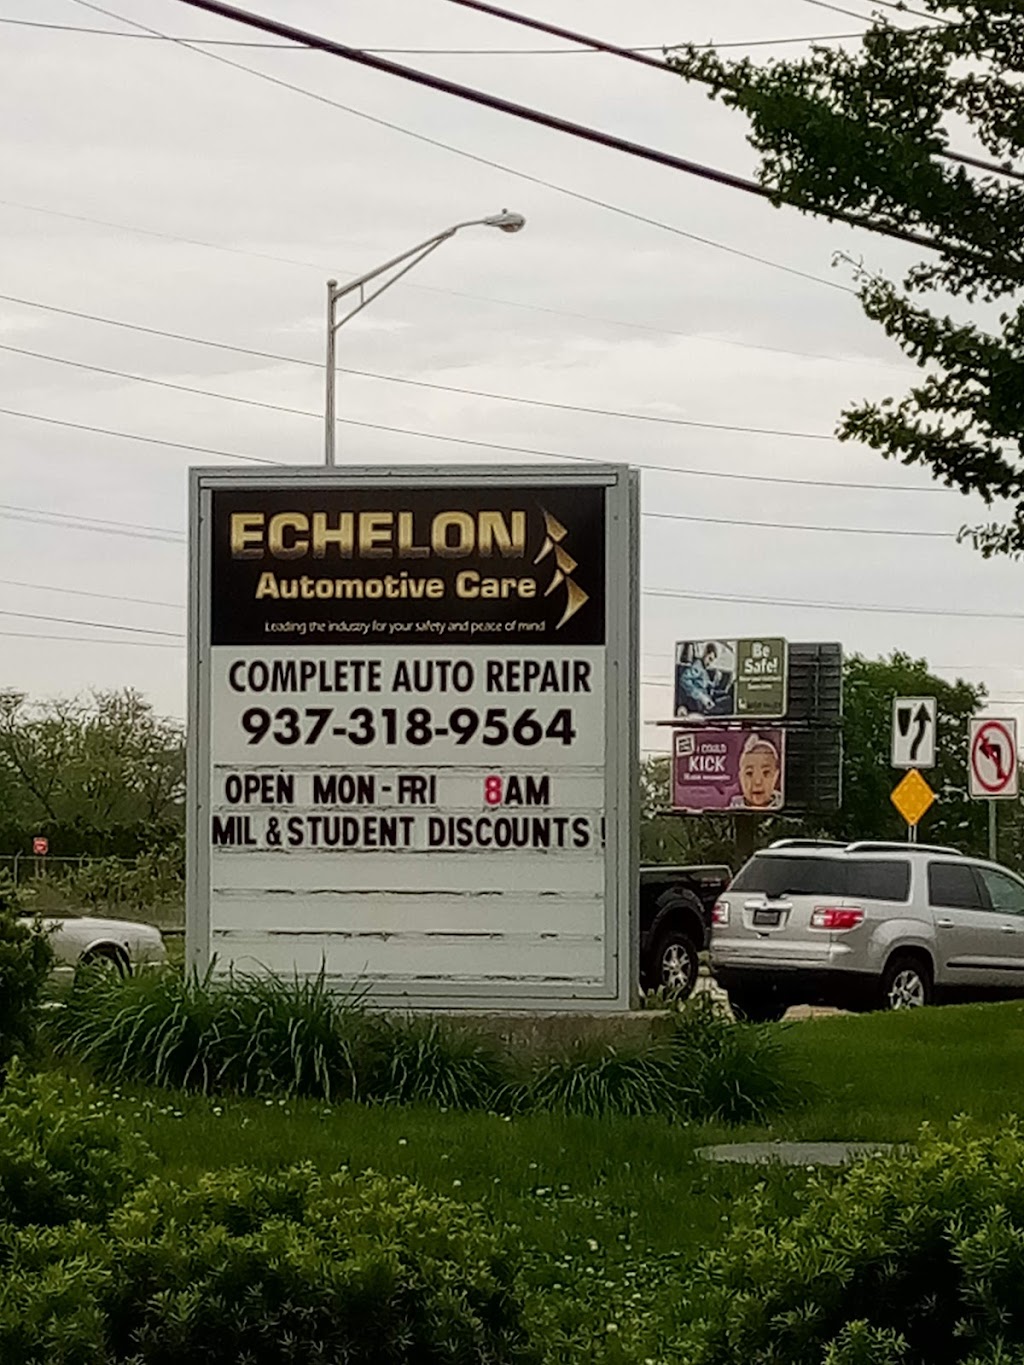 ECHELON
Automotive Care
Leading the industry for your safety and peace of mind
COMPLETE AUTO REPAIR
937-318-9564
OPEN MON-FRI 8AM
MIL & STUDENT DISCOUNTS !
Be
Safe!
I COULD
KICK